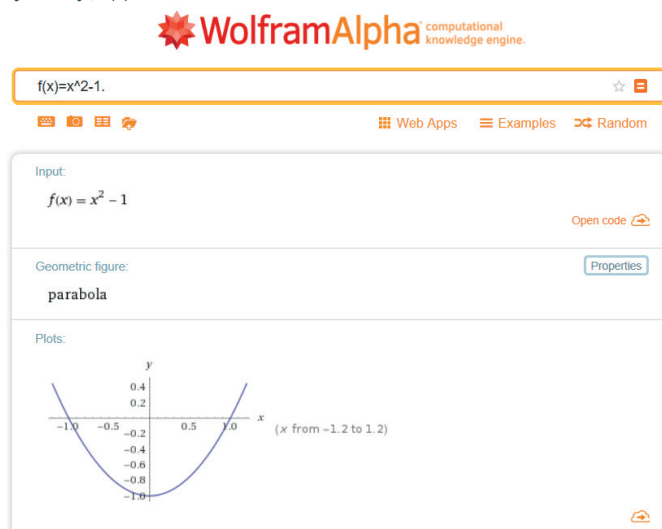 WolframAlpha computational knowledge engine.
f(x)=x^2-1.
Web Apps Examples Random
Input:
f(x) = x² − 1
Open code
Geometric figure:
Properties
parabola
Plots:
y
0.4
0.2
−1.0 −0.5 0.5 1.0 x
(x from −1.2 to 1.2)
−0.2
−0.4
−0.6
−0.8
−1.0